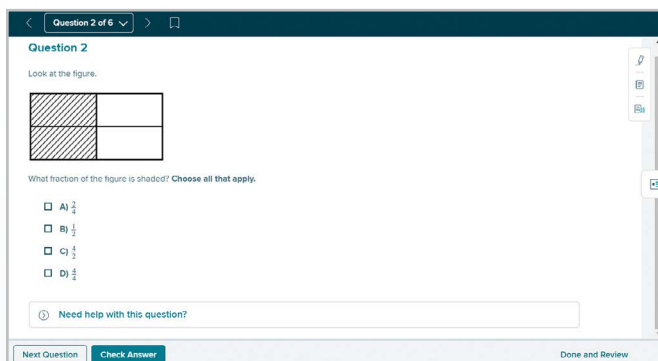 Question 2 of 6
Question 2
Look at the figure.
What fraction of the figure is shaded? Choose all that apply.
A) 2/4
B) 1/2
C) 4/2
D) 4/4
Need help with this question?
Next Question Check Answer Done and Review